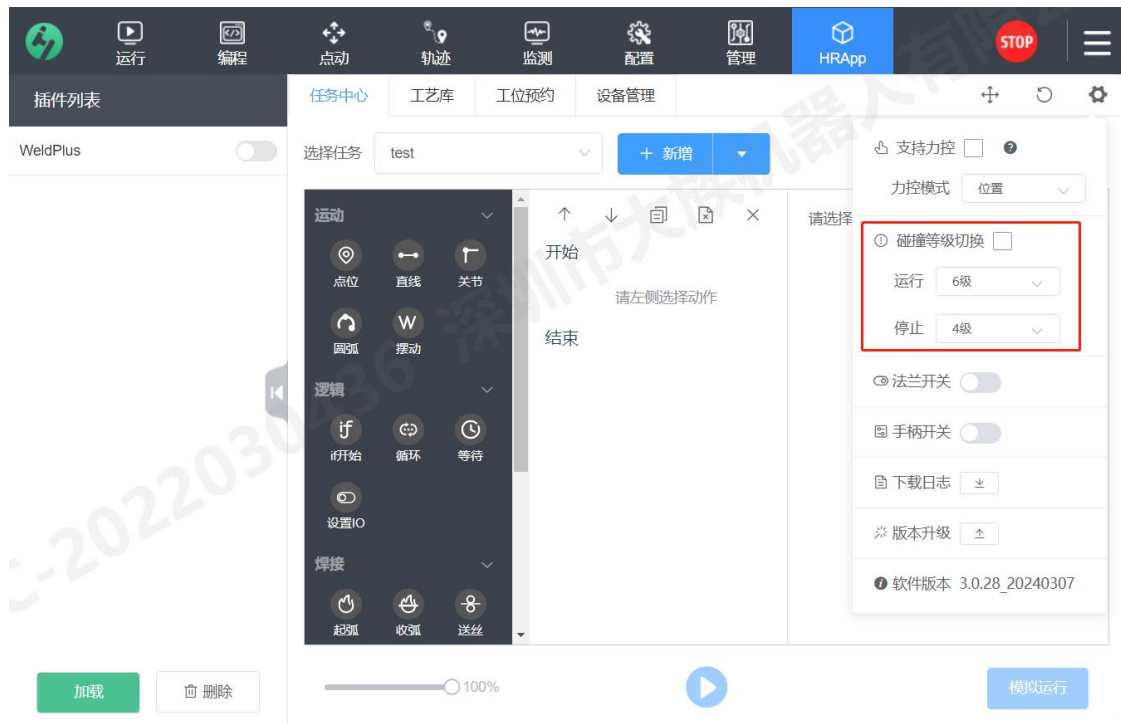 运行
编程
点动
轨迹
监测
配置
管理
HRApp
STOP
插件列表
任务中心
工艺库
工位预约
设备管理
WeldPlus
选择任务
test
+ 新增
支持力控
力控模式
位置
运动
点位
直线
关节
圆弧
W
摆动
逻辑
if
if开始
循环
等待
设置IO
焊接
起弧
收弧
送丝
开始
请左侧选择动作
结束
请选择
碰撞等级切换
运行
6级
停止
4级
法兰开关
手柄开关
下载日志
版本升级
软件版本 3.0.28_20240307
加载
删除
100%
模拟运行
C-2022030436 深圳市大族机器人有限公